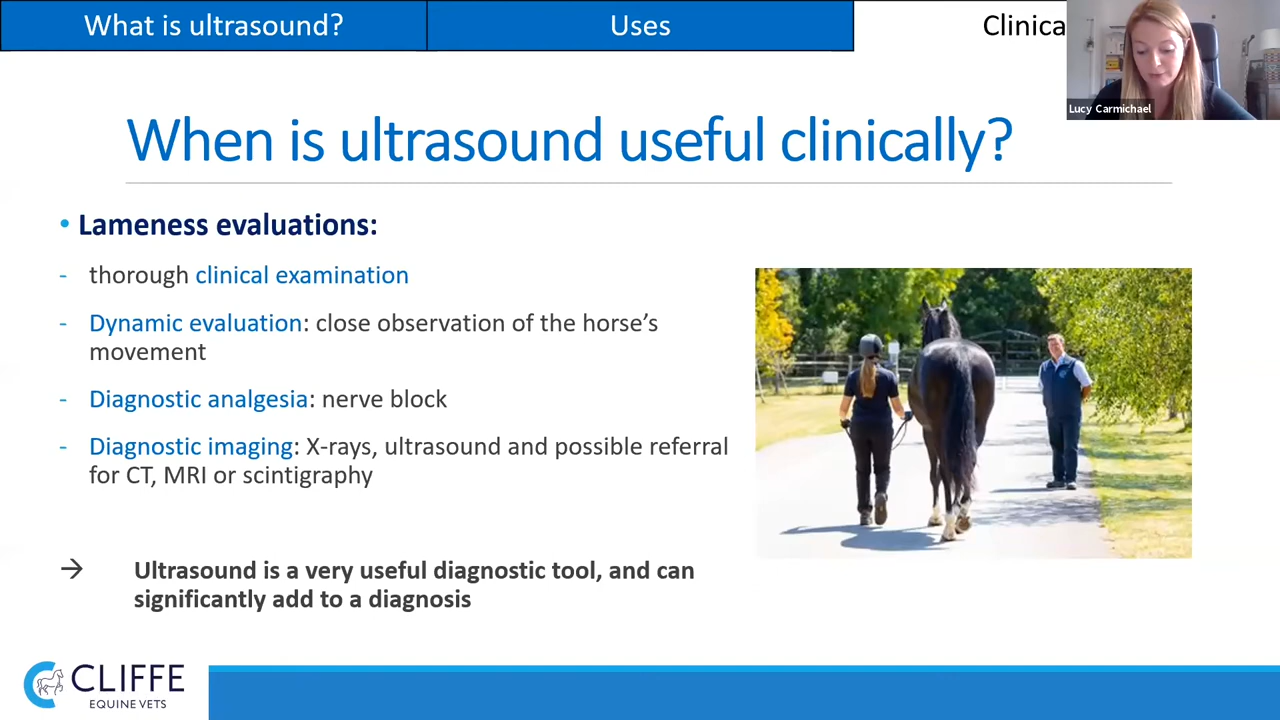 What is ultrasound?
Uses
Clinica
Lucy Carmichael
When is ultrasound useful clinically?
• Lameness evaluations:
- thorough clinical examination
- Dynamic evaluation: close observation of the horse’s
movement
- Diagnostic analgesia: nerve block
- Diagnostic imaging: X-rays, ultrasound and possible referral
for CT, MRI or scintigraphy
→ Ultrasound is a very useful diagnostic tool, and can
significantly add to a diagnosis
CLIFFE
EQUINE VETS